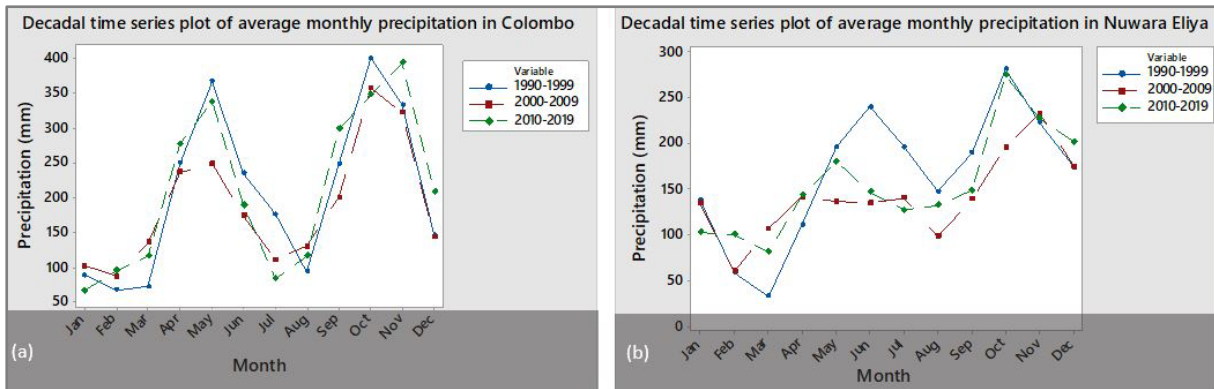 Decadal time series plot of average monthly precipitation in Colombo
Precipitation (mm)
400
350
300
250
200
150
100
50
Jan Feb Mar Apr May Jun Jul Aug Sep Oct Nov Dec
Month
(a)
Variable
1990-1999
2000-2009
2010-2019
Decadal time series plot of average monthly precipitation in Nuwara Eliya
Precipitation (mm)
300
250
200
150
100
50
0
Jan Feb Mar Apr May Jun Jul Aug Sep Oct Nov Dec
Month
(b)
Variable
1990-1999
2000-2009
2010-2019